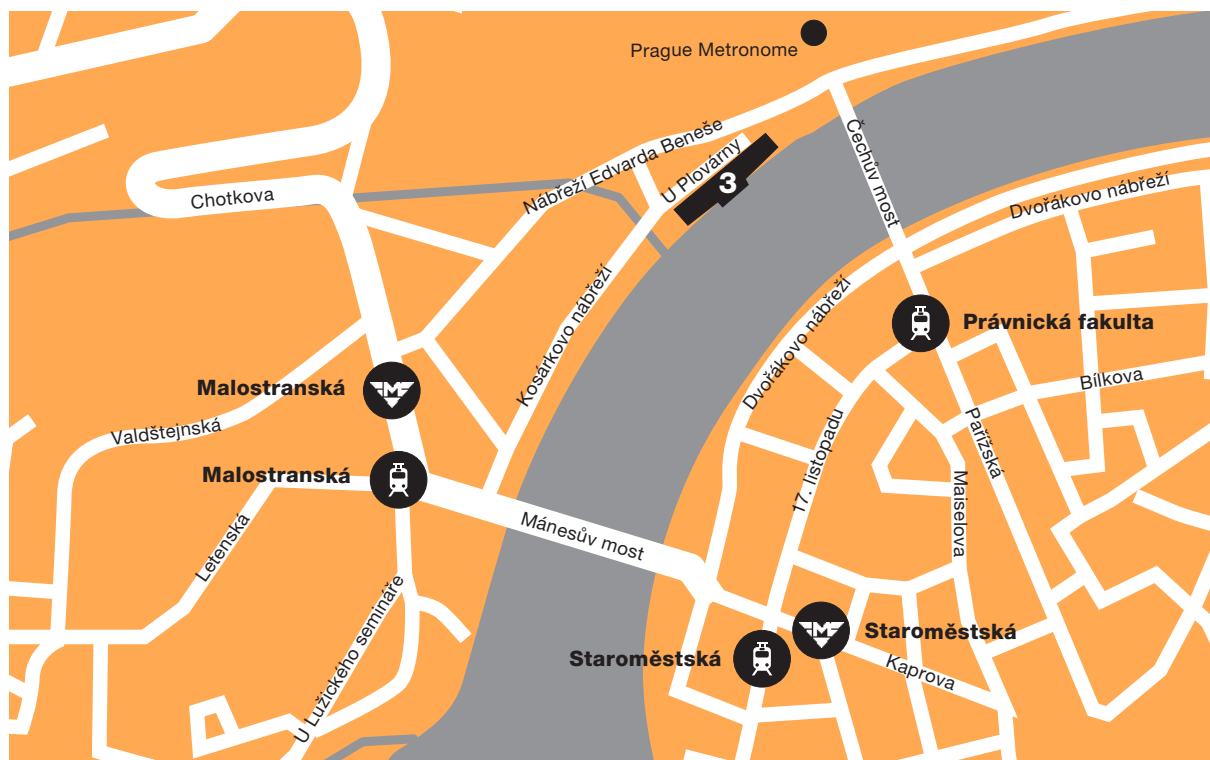 Prague Metronome
Nábřeží Edvarda Beneše
U Plovárny
3
Čechův most
Chotkova
Dvořákovo nábřeží
Kosárkovo nábřeží
Dvořákovo nábřeží
Právnická fakulta
Malostranská
M
Bílkova
Valdštejnská
Pařížská
Malostranská
17. listopadu
Maiselova
Letenská
Mánesův most
U Lužického semináře
M
Staroměstská
Staroměstská
Kaprova